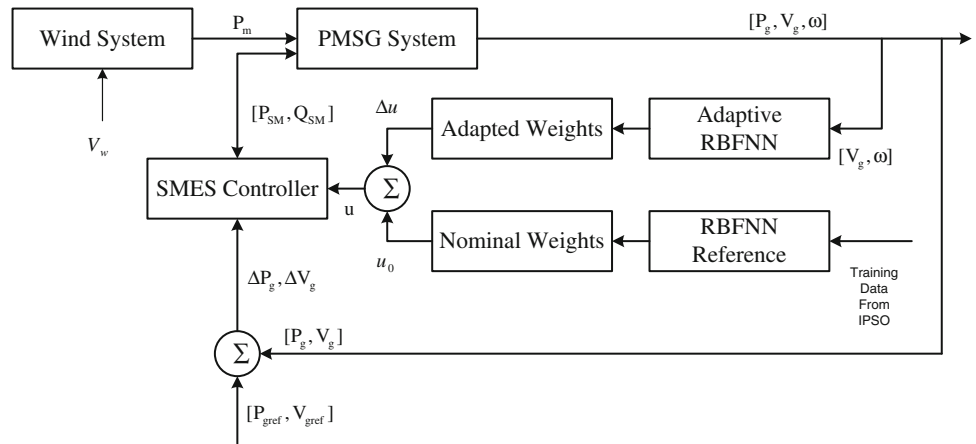 Wind System
P_m
PMSG System
[P_g, V_g, ω]
V_w
[P_SM, Q_SM]
Δu
Adapted Weights
Adaptive
RBFNN
[V_g, ω]
SMES Controller
u
Σ
Nominal Weights
RBFNN
Reference
u_0
Training
Data
From
IPSO
ΔP_g, ΔV_g
[P_g, V_g]
Σ
[P_gref, V_gref]